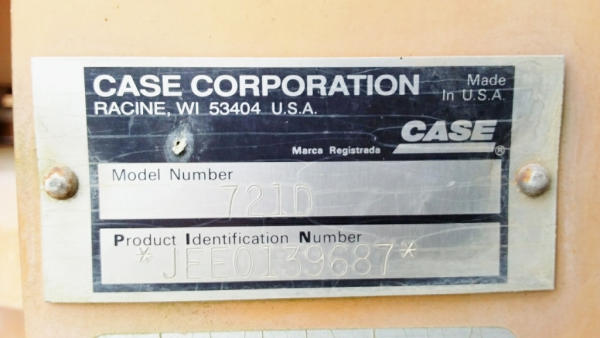 CASE CORPORATION
RACINE, WI 53404 U.S.A.
Made
In U.S.A.
CASE
®
Marca Registrada
Model Number
721D
Product Identification Number
*JEE0139687*